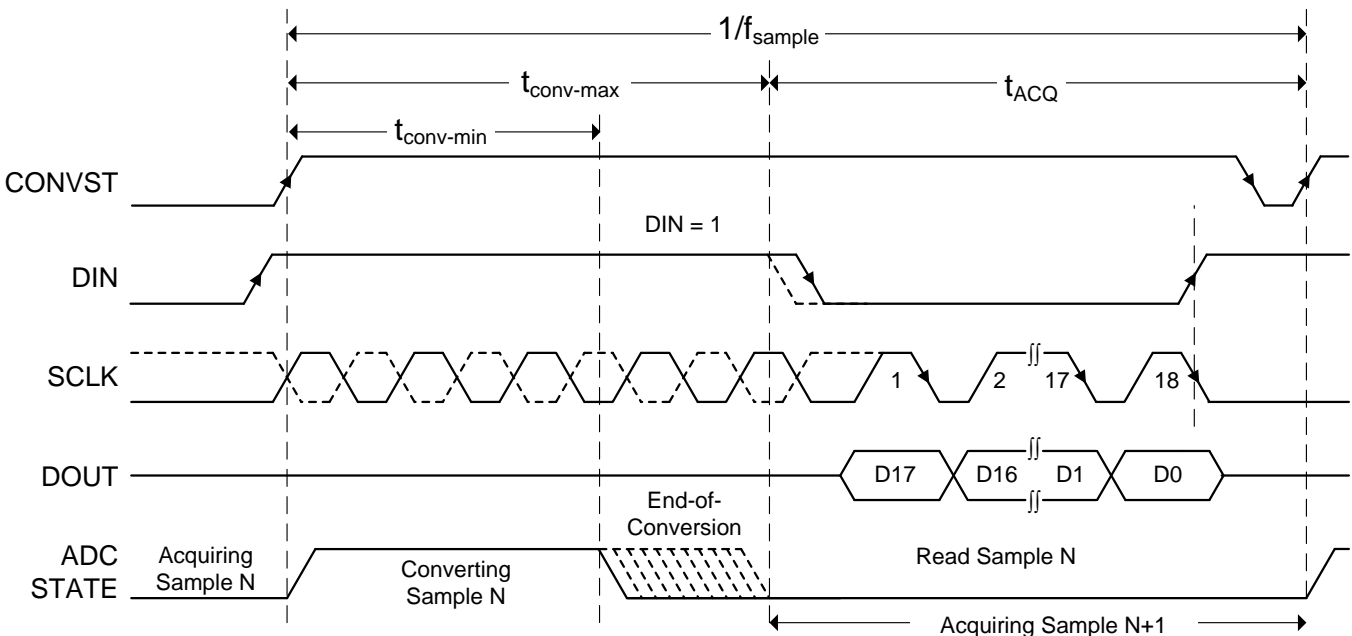 1/fsample
tconv-max
tACQ
tconv-min
CONVST
DIN = 1
DIN
SCLK
1
2
17
18
DOUT
D17
D16
D1
D0
End-of-
Conversion
ADC
STATE
Acquiring
Sample N
Converting
Sample N
Read Sample N
Acquiring Sample N+1